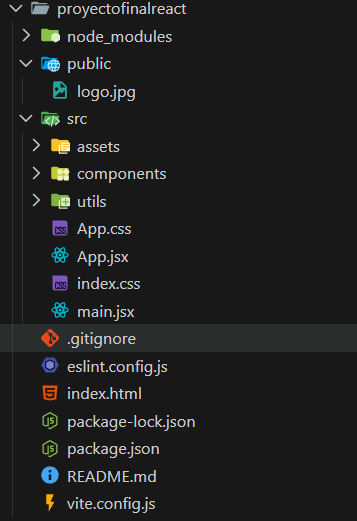 proyectofinalreact
node_modules
public
logo.jpg
src
assets
components
utils
App.css
App.jsx
index.css
main.jsx
.gitignore
eslint.config.js
index.html
package-lock.json
package.json
README.md
vite.config.js